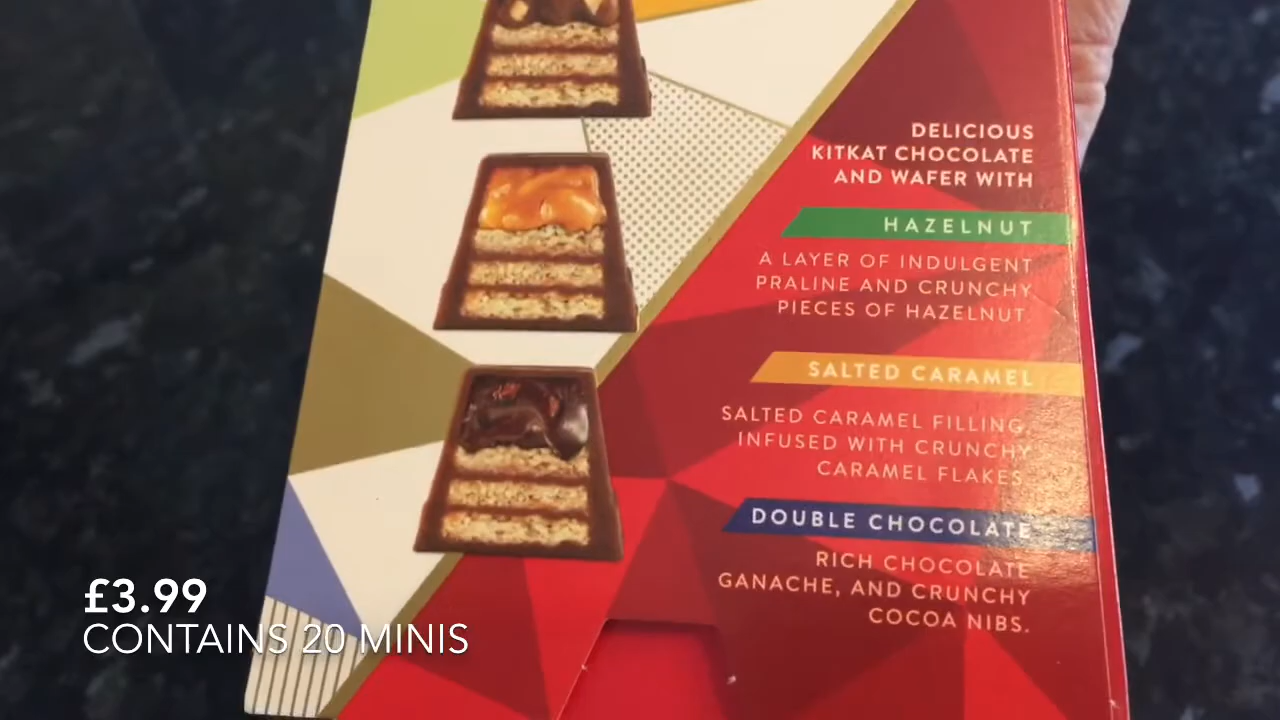 DELICIOUS
KITKAT CHOCOLATE
AND WAFER WITH
HAZELNUT
A LAYER OF INDULGENT
PRALINE AND CRUNCHY
PIECES OF HAZELNUT.
SALTED CARAMEL
SALTED CARAMEL FILLING,
INFUSED WITH CRUNCHY
CARAMEL FLAKES.
DOUBLE CHOCOLATE
RICH CHOCOLATE
GANACHE, AND CRUNCHY
COCOA NIBS.
£3.99
CONTAINS 20 MINIS